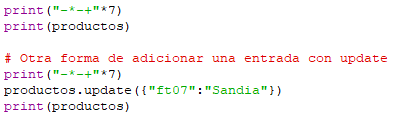 print("-*-+"*7)
print(productos)
# Otra forma de adicionar una entrada con update
print("-*-+"*7)
productos.update({"ft07":"Sandia"})
print(productos)